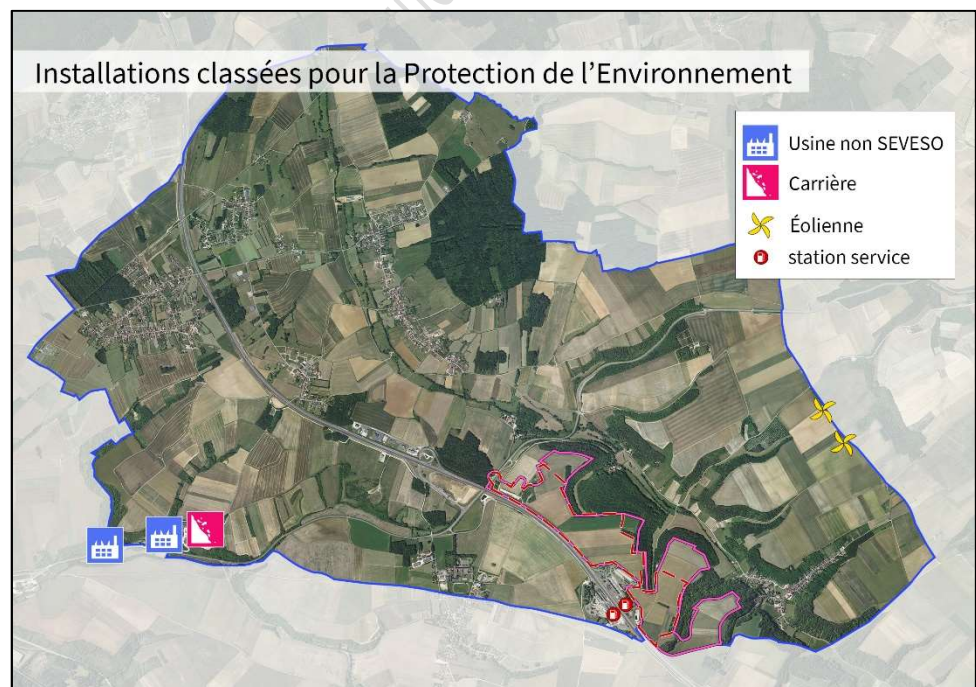 Installations classées pour la Protection de l'Environnement
Usine non SEVESO
Carrière
Éolienne
station service